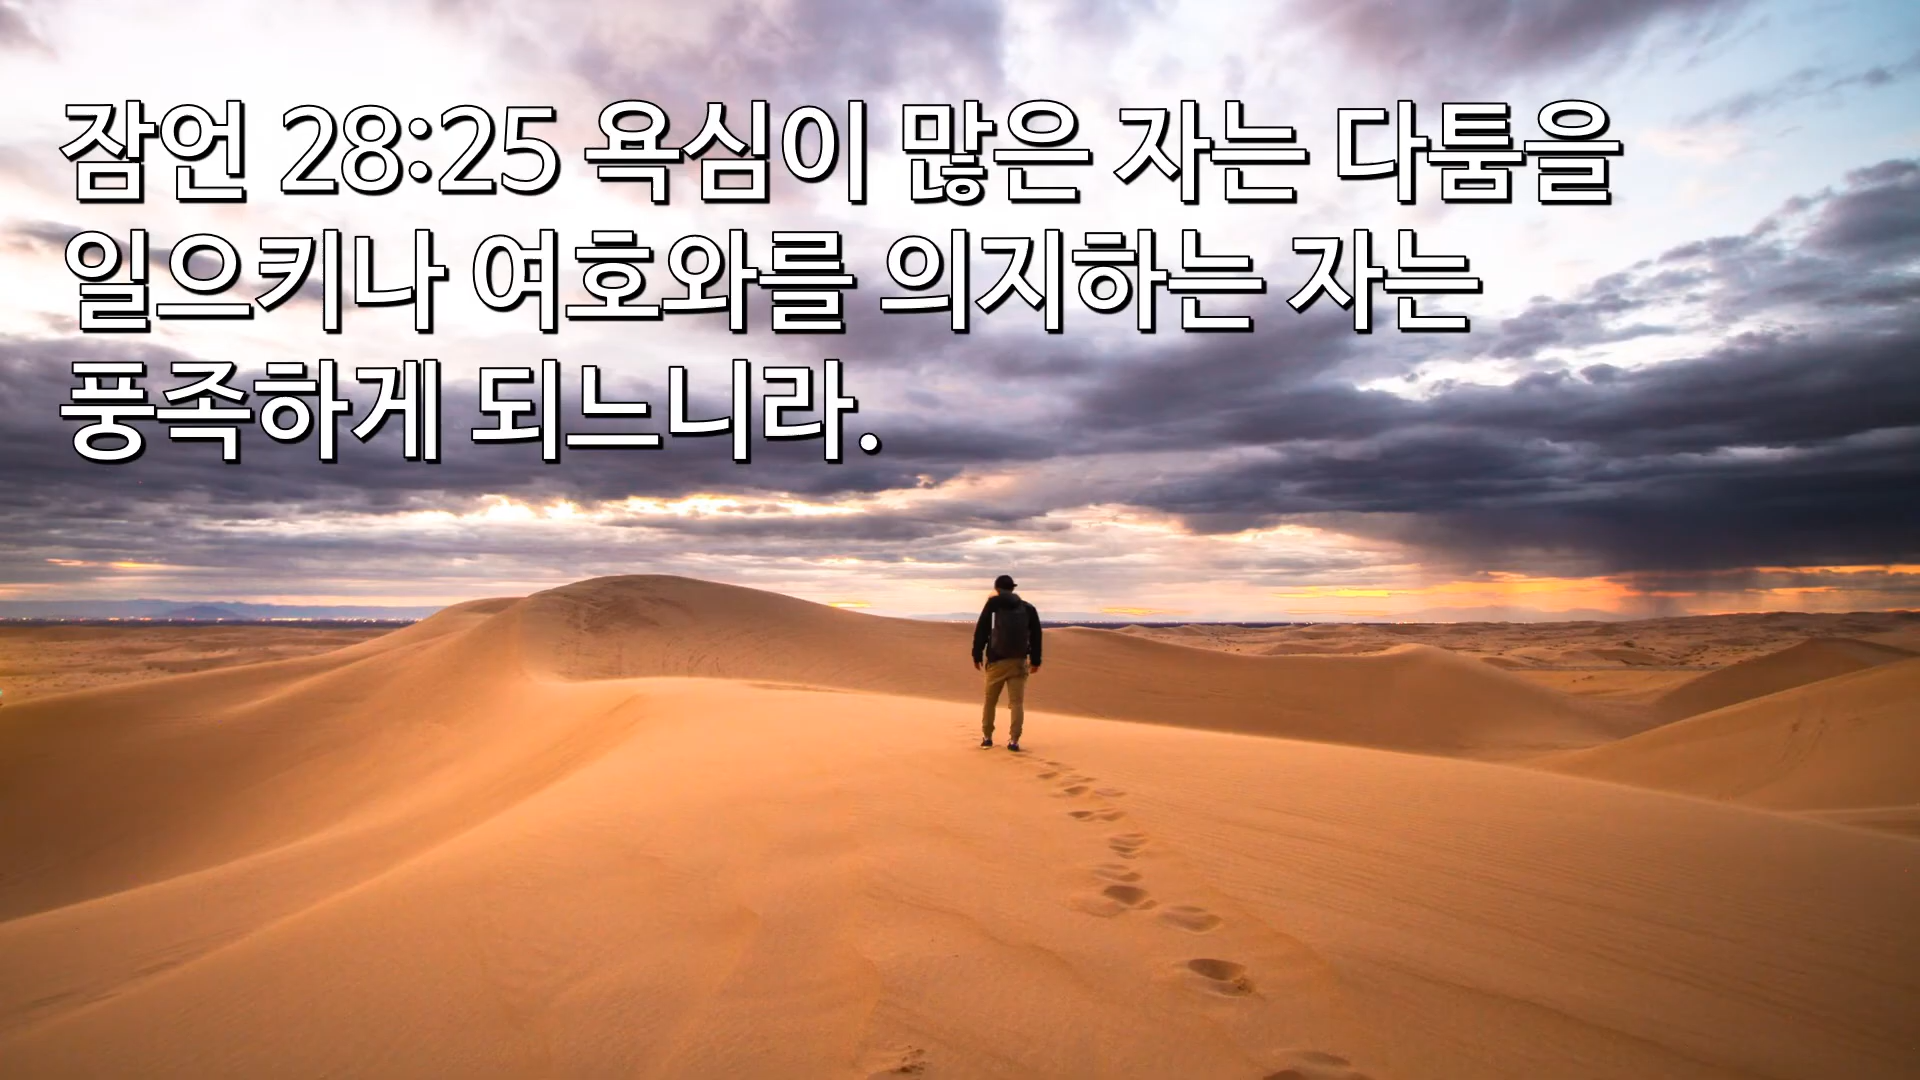 잠언 28:25 욕심이 많은 자는 다툼을
일으키나 여호와를 의지하는 자는
풍족하게 되느니라.